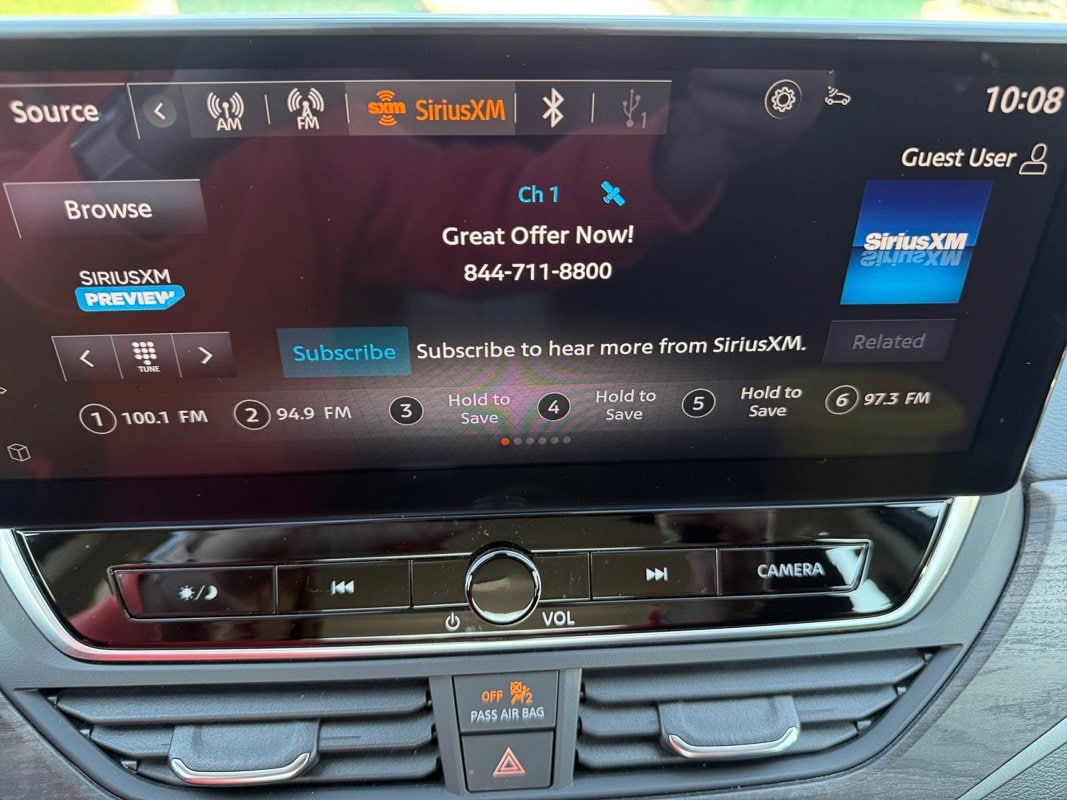 Source
AM
FM
sxm SiriusXM
1
10:08
Guest User
Browse
Ch 1
Great Offer Now!
844-711-8800
SiriusXM
SIRIUSXM
PREVIEW
TUNE
Subscribe
Subscribe to hear more from SiriusXM.
Related
1 100.1 FM
2 94.9 FM
3 Hold to
Save
4 Hold to
Save
5 Hold to
Save
6 97.3 FM
VOL
CAMERA
OFF 2
PASS AIR BAG